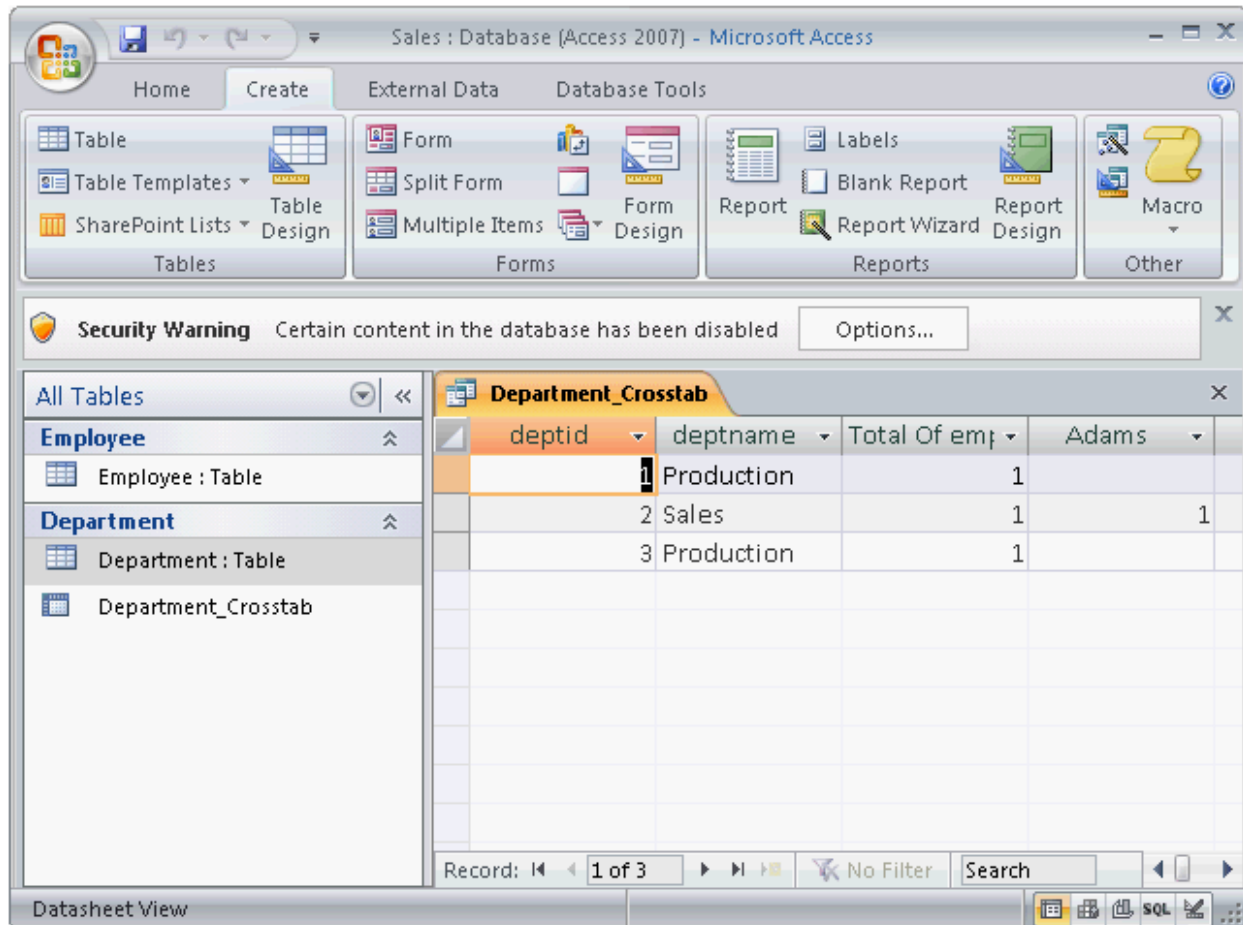 Sales : Database (Access 2007) - Microsoft Access
Home Create External Data Database Tools
Table
Table Templates
SharePoint Lists
Table Design
Tables
Form
Split Form
Multiple Items
Form Design
Forms
Report
Labels
Blank Report
Report Wizard
Report Design
Reports
Macro
Other
Security Warning Certain content in the database has been disabled Options...
All Tables
Employee
Employee : Table
Department
Department : Table
Department_Crosstab
Department_Crosstab
deptid deptname Total Of emp Adams
1 Production 1
2 Sales 1 1
3 Production 1
Record: 1 of 3 No Filter Search
Datasheet View SQL